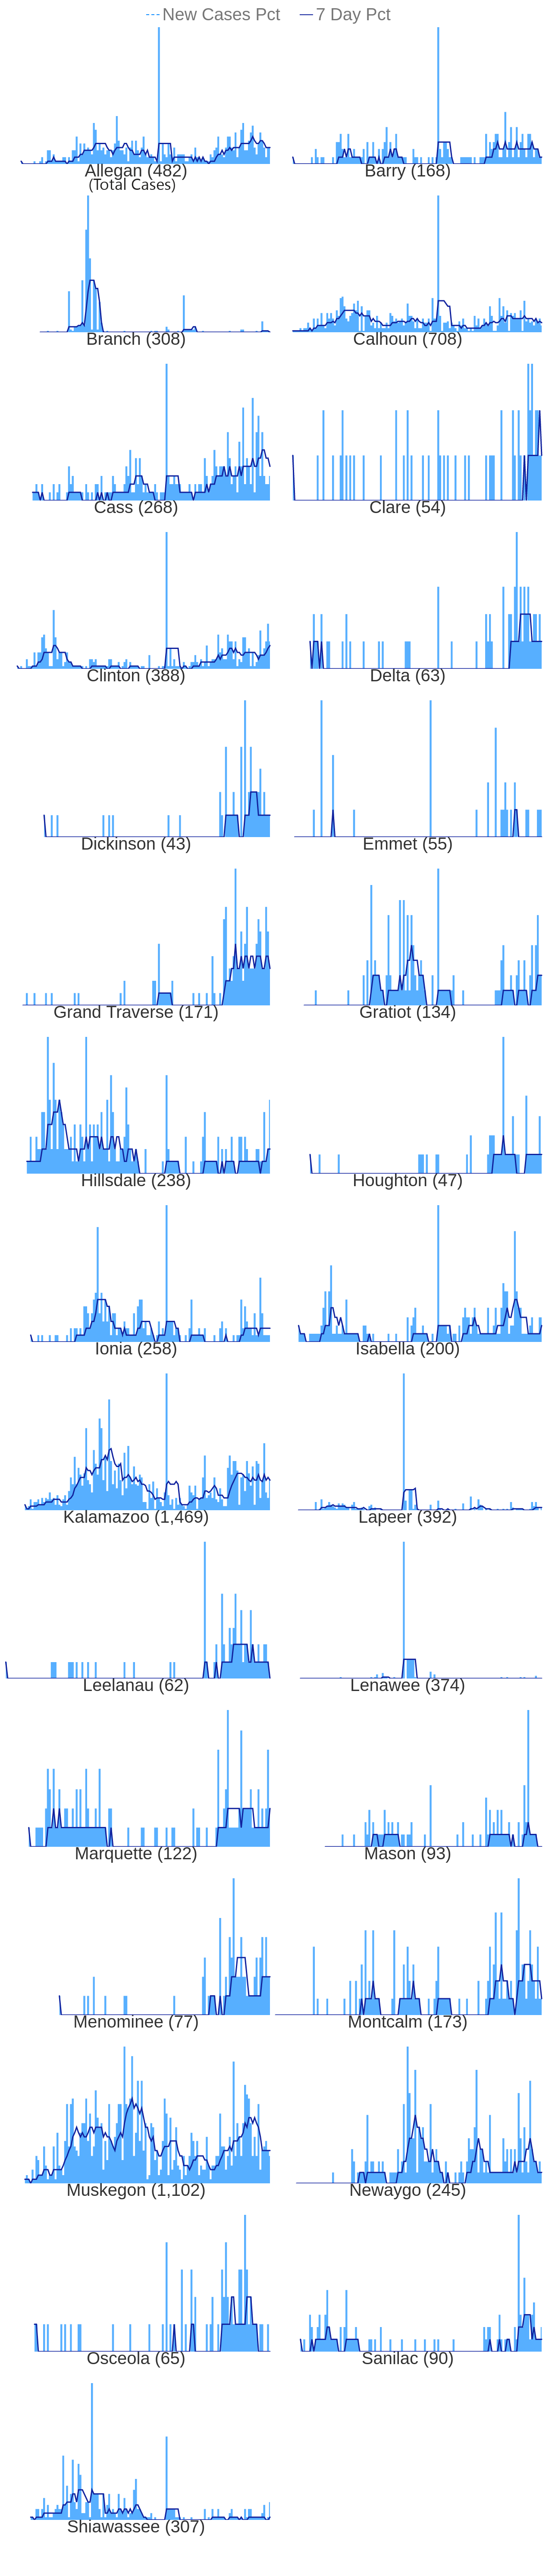 New Cases Pct 7 Day Pct
Allegan (482) Barry (168)
(Total Cases)
Branch (308) Calhoun (708)
Cass (268) Clare (54)
Clinton (388) Delta (63)
Dickinson (43) Emmet (55)
Grand Traverse (171) Gratiot (134)
Hillsdale (238) Houghton (47)
Ionia (258) Isabella (200)
Kalamazoo (1,469) Lapeer (392)
Leelanau (62) Lenawee (374)
Marquette (122) Mason (93)
Menominee (77) Montcalm (173)
Muskegon (1,102) Newaygo (245)
Osceola (65) Sanilac (90)
Shiawassee (307)